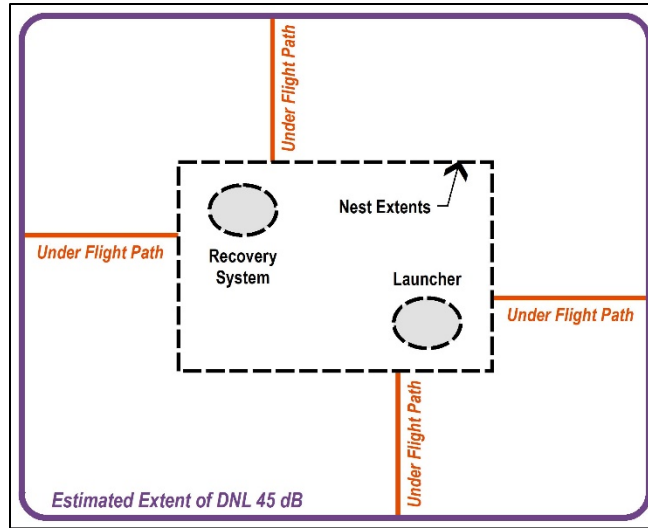 Under Flight Path
Nest Extents
Recovery
System
Under Flight Path
Launcher
Under Flight Path
Under Flight Path
Estimated Extent of DNL 45 dB